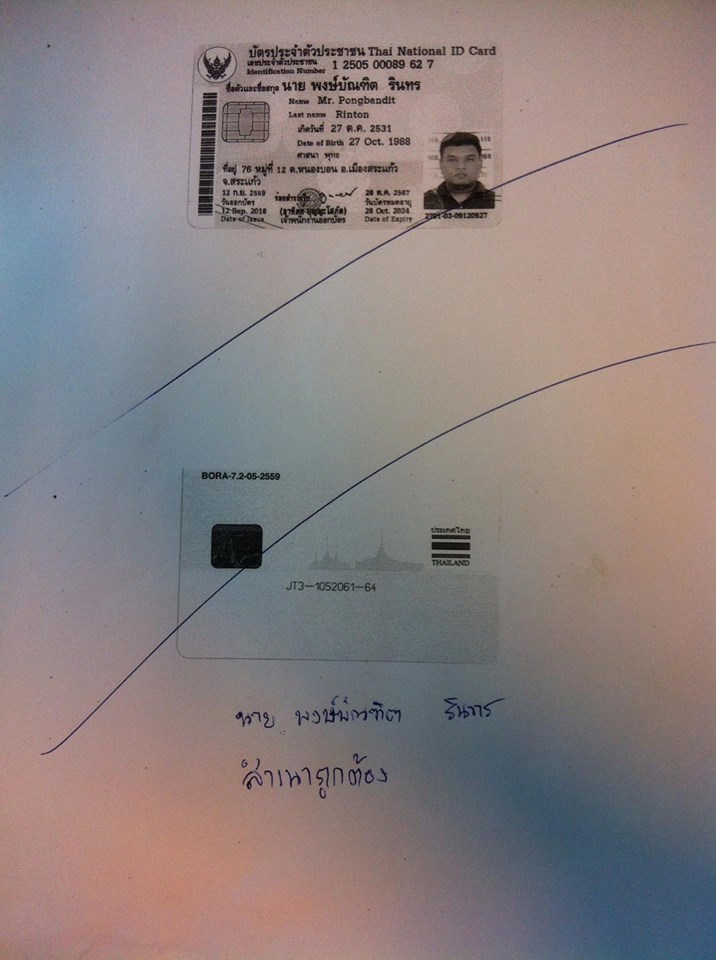 บัตรประจำตัวประชาชน Thai National ID Card
เลขประจำตัวประชาชน 1 2505 00089 62 7
Identification Number
ชื่อตัวและชื่อสกุล นาย พงษ์บัณฑิต รินทร
Name Mr. Pongbandit
Last name Rinton
เกิดวันที่ 27 ต.ค. 2531
Date of Birth 27 Oct. 1988
ศาสนา พุทธ
ที่อยู่ 76 หมู่ที่ 12 ต.หนองบอน อ.เมืองสระแก้ว
จ.สระแก้ว
12 ก.ย. 2559
วันออกบัตร
12 Sep. 2016
Date of Issue
เจ้าพนักงานออกบัตร
26 ต.ค. 2567
วันบัตรหมดอายุ
26 Oct. 2024
Date of Expiry
2701-03-09120927
BORA-7.2-05-2559
ประเทศไทย
THAILAND
JT3-1052061-64
นาย พงษ์บัณฑิต รินทร
สำเนาถูกต้อง